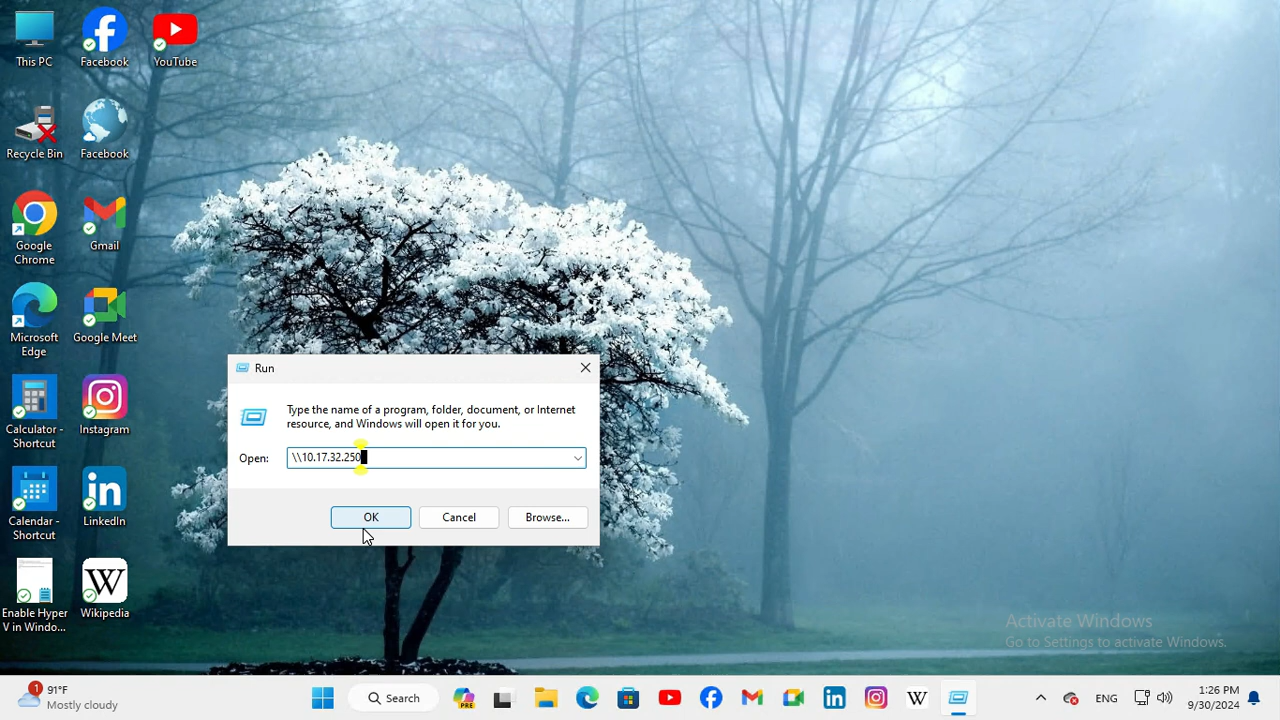 This PC
Facebook
YouTube
Recycle Bin
Facebook
Google
Chrome
Gmail
Microsoft
Edge
Google Meet
Calculator -
Shortcut
Instagram
Calendar -
Shortcut
LinkedIn
Enable Hyper
V in Windo...
Wikipedia
Run
Type the name of a program, folder, document, or Internet
resource, and Windows will open it for you.
Open:
\\10.17.32.250
OK
Cancel
Browse...
Activate Windows
Go to Settings to activate Windows.
1
91°F
Mostly cloudy
Search
PRE
W
ENG
1:26 PM
9/30/2024